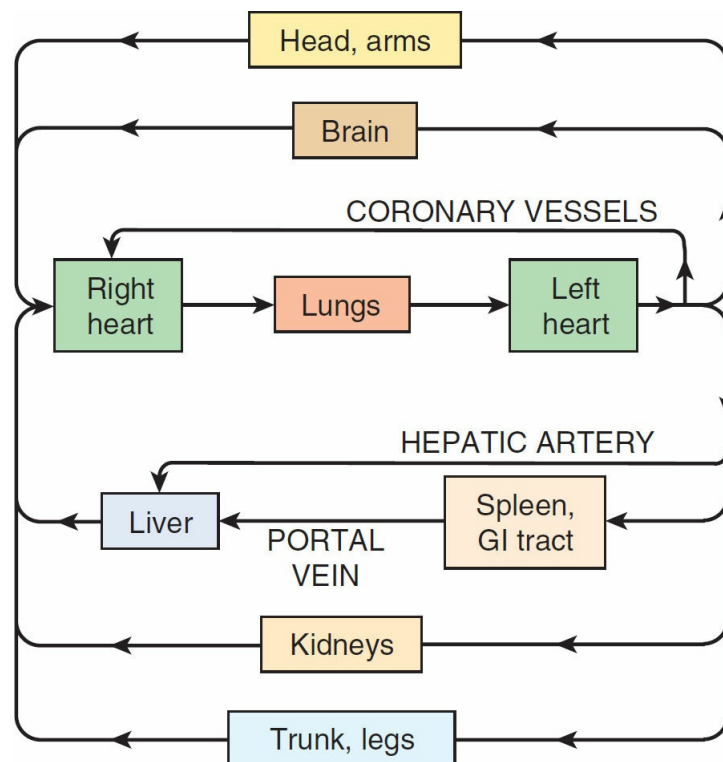 Head, arms
Brain
CORONARY VESSELS
Right
heart
Lungs
Left
heart
HEPATIC ARTERY
Liver
PORTAL
VEIN
Spleen,
GI tract
Kidneys
Trunk, legs